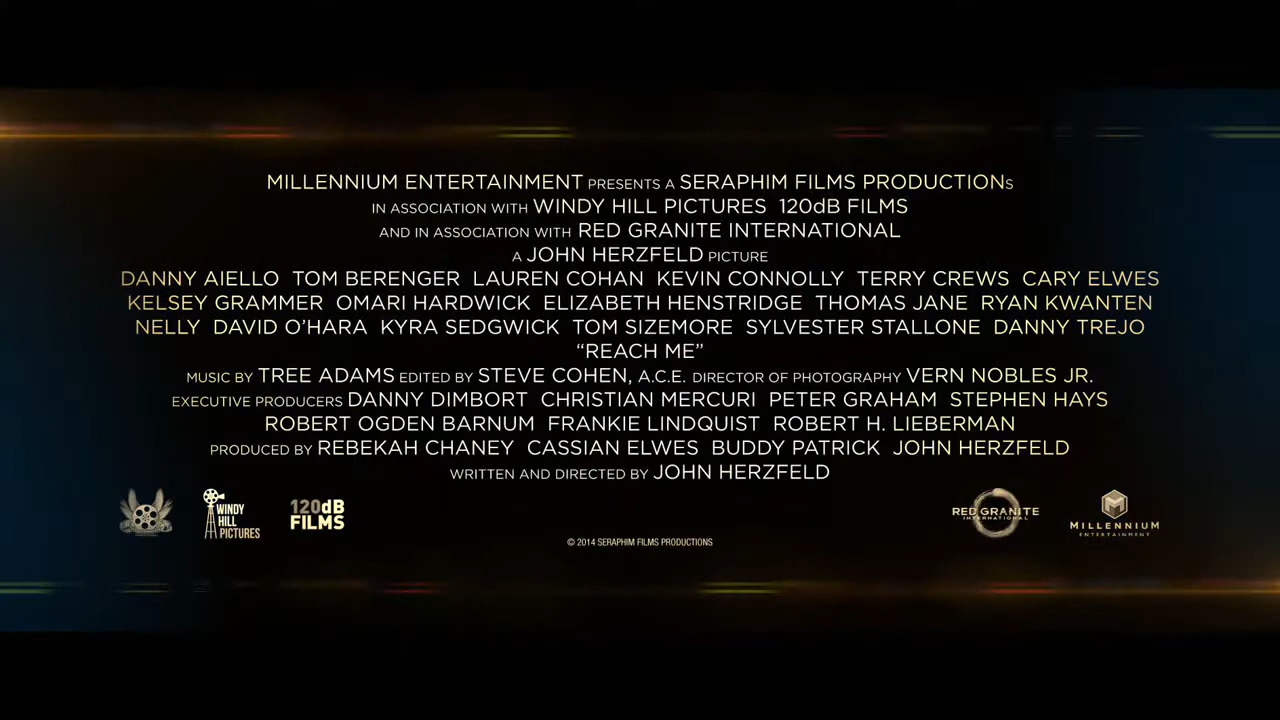 MILLENNIUM ENTERTAINMENT PRESENTS A SERAPHIM FILMS PRODUCTIONS
IN ASSOCIATION WITH WINDY HILL PICTURES 120dB FILMS
AND IN ASSOCIATION WITH RED GRANITE INTERNATIONAL
A JOHN HERZFELD PICTURE
DANNY AIELLO TOM BERENGER LAUREN COHAN KEVIN CONNOLLY TERRY CREWS CARY ELWES
KELSEY GRAMMER OMARI HARDWICK ELIZABETH HENSTRIDGE THOMAS JANE RYAN KWANTEN
NELLY DAVID O'HARA KYRA SEDGWICK TOM SIZEMORE SYLVESTER STALLONE DANNY TREJO
“REACH ME”
MUSIC BY TREE ADAMS EDITED BY STEVE COHEN, A.C.E. DIRECTOR OF PHOTOGRAPHY VERN NOBLES JR.
EXECUTIVE PRODUCERS DANNY DIMBORT CHRISTIAN MERCURI PETER GRAHAM STEPHEN HAYS
ROBERT OGDEN BARNUM FRANKIE LINDQUIST ROBERT H. LIEBERMAN
PRODUCED BY REBEKAH CHANEY CASSIAN ELWES BUDDY PATRICK JOHN HERZFELD
WRITTEN AND DIRECTED BY JOHN HERZFELD
WINDY
HILL
PICTURES
120dB
FILMS
RED GRANITE
INTERNATIONAL
MILLENNIUM
ENTERTAINMENT
© 2014 SERAPHIM FILMS PRODUCTIONS